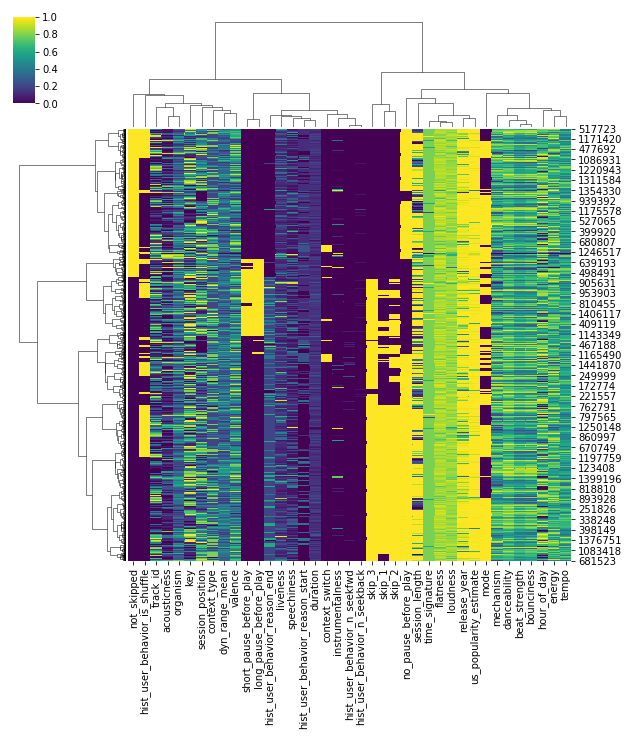 1.0
0.8
0.6
0.4
0.2
0.0
517723
1171420
477692
1086931
1220943
1311584
1354330
939392
1175578
527065
399920
680807
1246517
639193
498491
905631
953903
810455
1406117
409119
1143349
467188
1165490
1441870
249999
172774
221557
762791
797565
1250148
860997
670749
1197759
123408
1399196
818810
893928
251826
338248
398149
1376751
1083418
681523
not_skipped
hist_user_behavior_is_shuffle
track_id
acousticness
organism
key
session_position
context_type
dyn_range_mean
valence
short_pause_before_play
long_pause_before_play
hist_user_behavior_reason_end
liveness
speechiness
hist_user_behavior_reason_start
duration
context_switch
instrumentalness
hist_user_behavior_n_seekfwd
hist_user_behavior_n_seekback
skip_3
skip_1
skip_2
no_pause_before_play
session_length
time_signature
flatness
loudness
release_year
us_popularity_estimate
mode
mechanism
danceability
beat_strength
bounciness
hour_of_day
energy
tempo